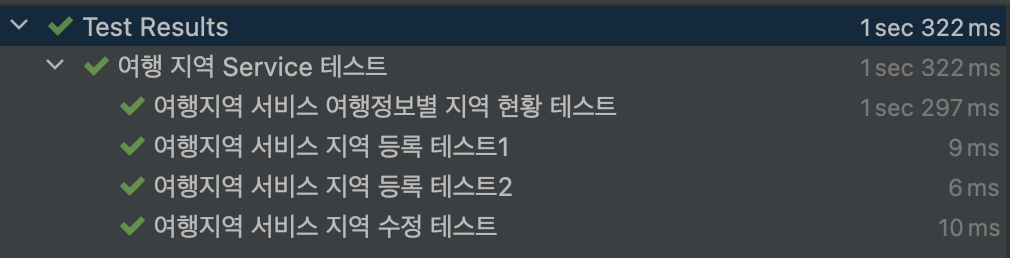 Test Results 1 sec 322 ms
여행 지역 Service 테스트 1 sec 322 ms
여행지역 서비스 여행정보별 지역 현황 테스트 1 sec 297 ms
여행지역 서비스 지역 등록 테스트1 9 ms
여행지역 서비스 지역 등록 테스트2 6 ms
여행지역 서비스 지역 수정 테스트 10 ms